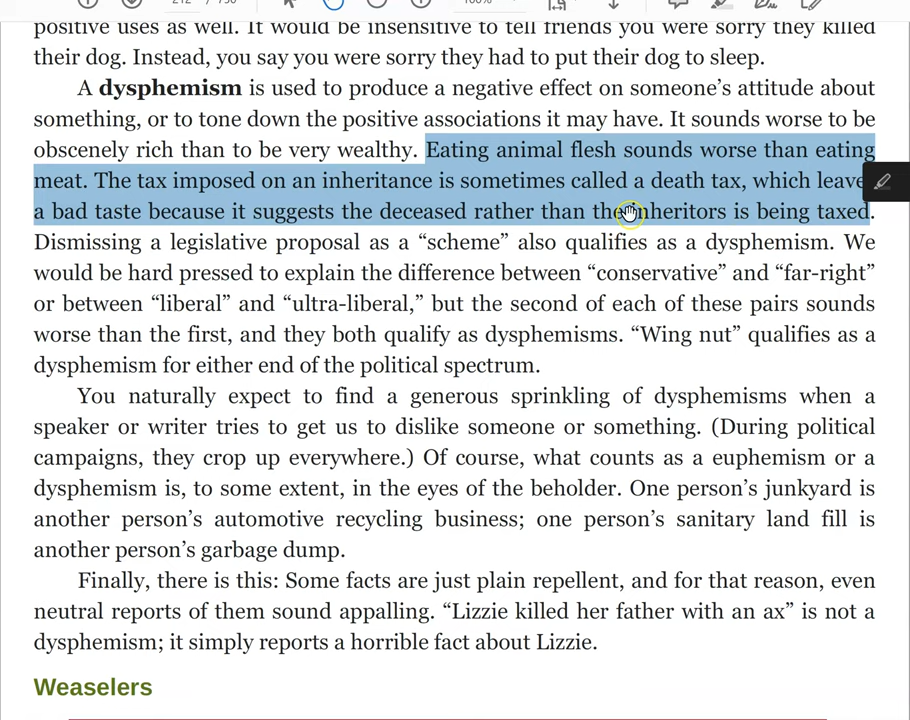 positive uses as well. It would be insensitive to tell friends you were sorry they killed
their dog. Instead, you say you were sorry they had to put their dog to sleep.
A dysphemism is used to produce a negative effect on someone’s attitude about
something, or to tone down the positive associations it may have. It sounds worse to be
obscenely rich than to be very wealthy. Eating animal flesh sounds worse than eating
meat. The tax imposed on an inheritance is sometimes called a death tax, which leave
a bad taste because it suggests the deceased rather than the inheritors is being taxed.
Dismissing a legislative proposal as a “scheme” also qualifies as a dysphemism. We
would be hard pressed to explain the difference between “conservative” and “far-right”
or between “liberal” and “ultra-liberal,” but the second of each of these pairs sounds
worse than the first, and they both qualify as dysphemisms. “Wing nut” qualifies as a
dysphemism for either end of the political spectrum.
You naturally expect to find a generous sprinkling of dysphemisms when a
speaker or writer tries to get us to dislike someone or something. (During political
campaigns, they crop up everywhere.) Of course, what counts as a euphemism or a
dysphemism is, to some extent, in the eyes of the beholder. One person’s junkyard is
another person’s automotive recycling business; one person’s sanitary land fill is
another person’s garbage dump.
Finally, there is this: Some facts are just plain repellent, and for that reason, even
neutral reports of them sound appalling. “Lizzie killed her father with an ax” is not a
dysphemism; it simply reports a horrible fact about Lizzie.
Weaselers